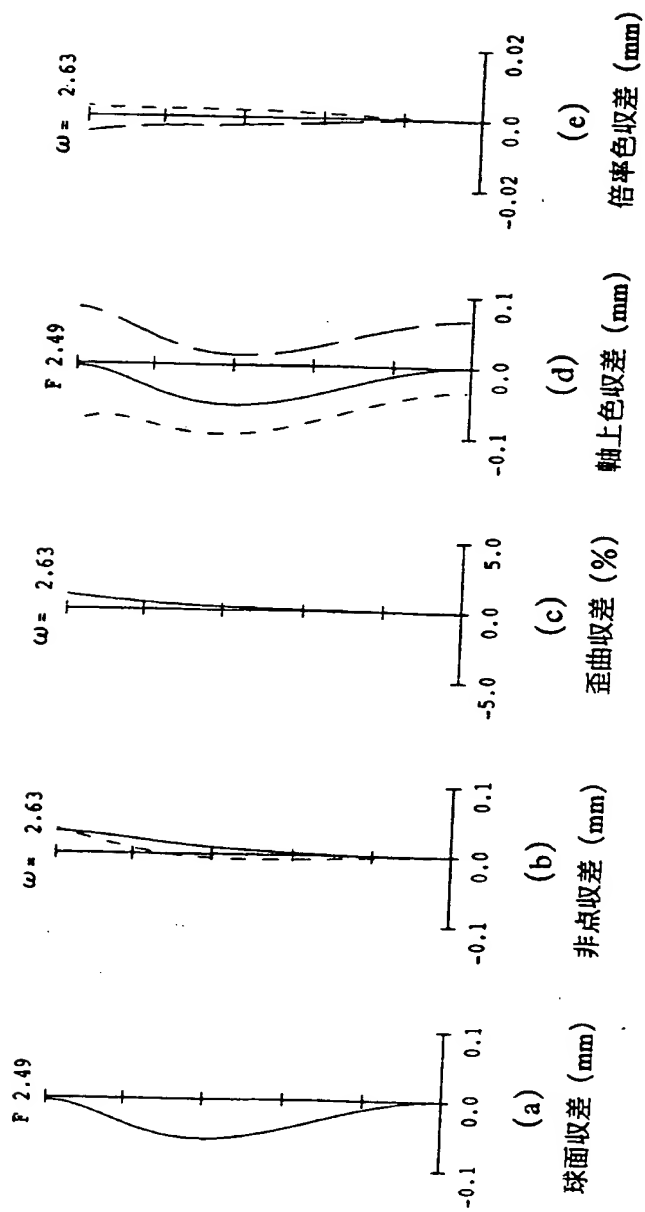 F 2.49
-0.1 0.0 0.1
(a)
球面収差 (mm)
ω= 2.63
-0.1 0.0 0.1
(b)
非点収差 (mm)
ω= 2.63
-5.0 0.0 5.0
(c)
歪曲収差 (%)
F 2.49
-0.1 0.0 0.1
(d)
軸上色収差 (mm)
ω= 2.63
-0.02 0.0 0.02
(e)
倍率色収差 (mm)